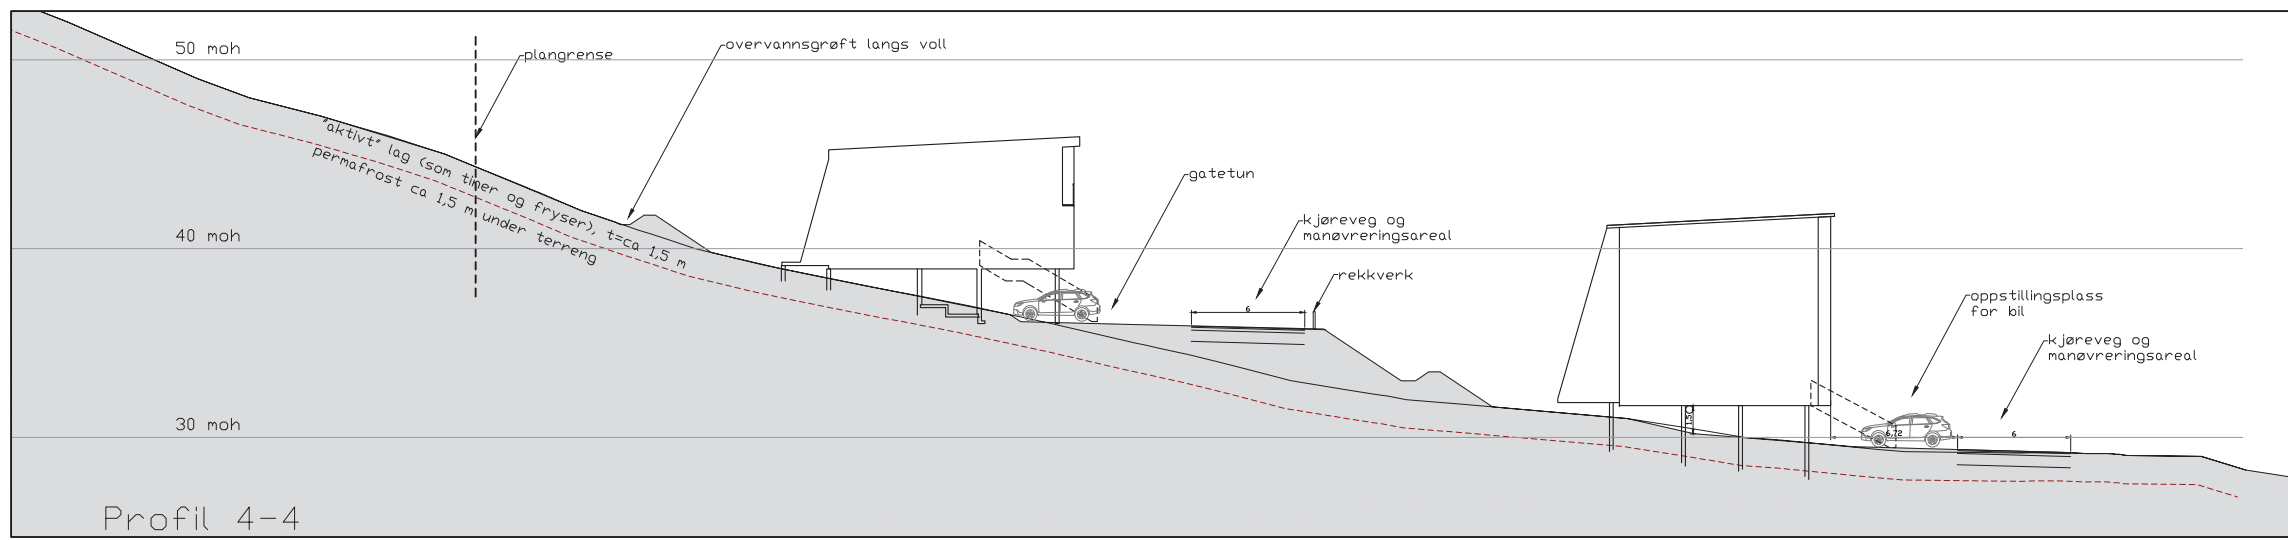 50 moh
plangrense
overvannsgrøft langs voll
"aktivt" lag (som tiner og fryser), t=ca 1,5 m
permafrost ca 1,5 m under terreng
gatetun
40 moh
kjøreveg og
manøvreringsareal
rekkverk
6
oppstillingsplass
for bil
kjøreveg og
manøvreringsareal
30 moh
6,72
6
Profil 4-4